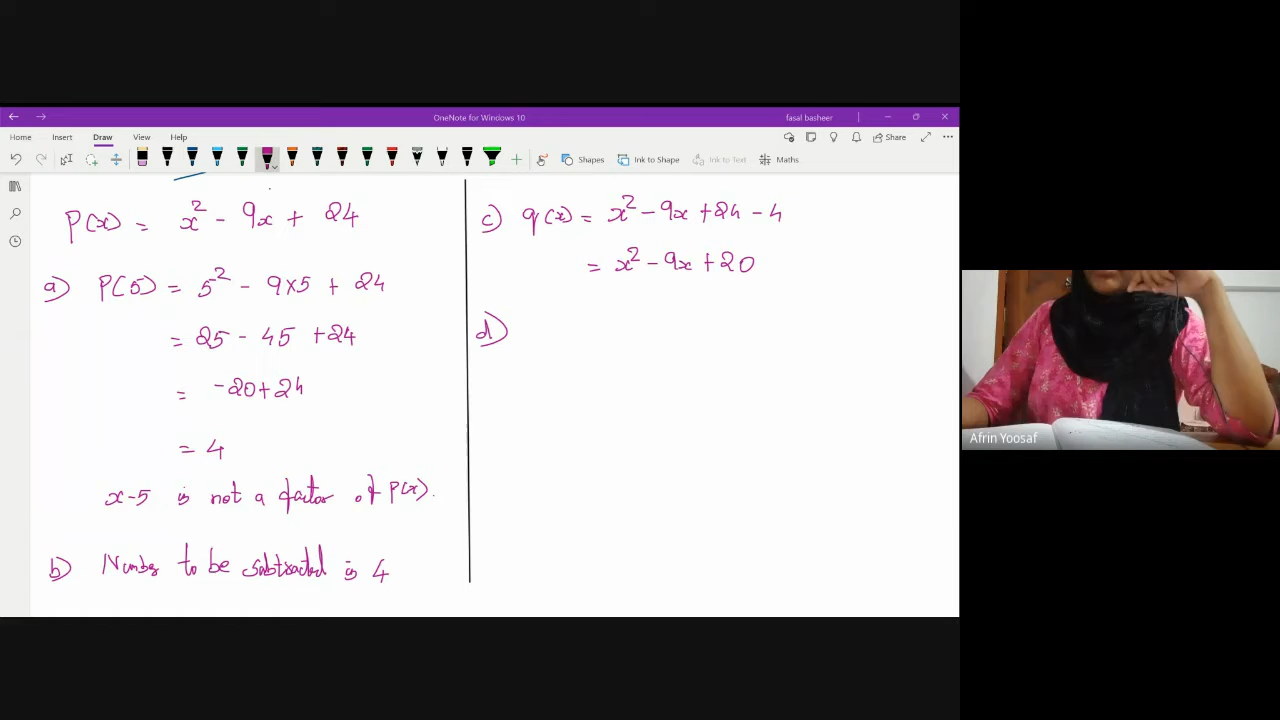 OneNote for Windows 10
fasal basheer
Home Insert Draw View Help
Share
Shapes Ink to Shape Ink to Text Maths
P(x) = x² - 9x + 24
a) P(5) = 5² - 9x5 + 24
= 25 - 45 + 24
= -20+24
= 4
x-5 is not a factor of P(x).
b) Number to be subtracted is 4
c) q(x) = x² - 9x + 24 - 4
= x² - 9x + 20
d)
Afrin Yoosaf